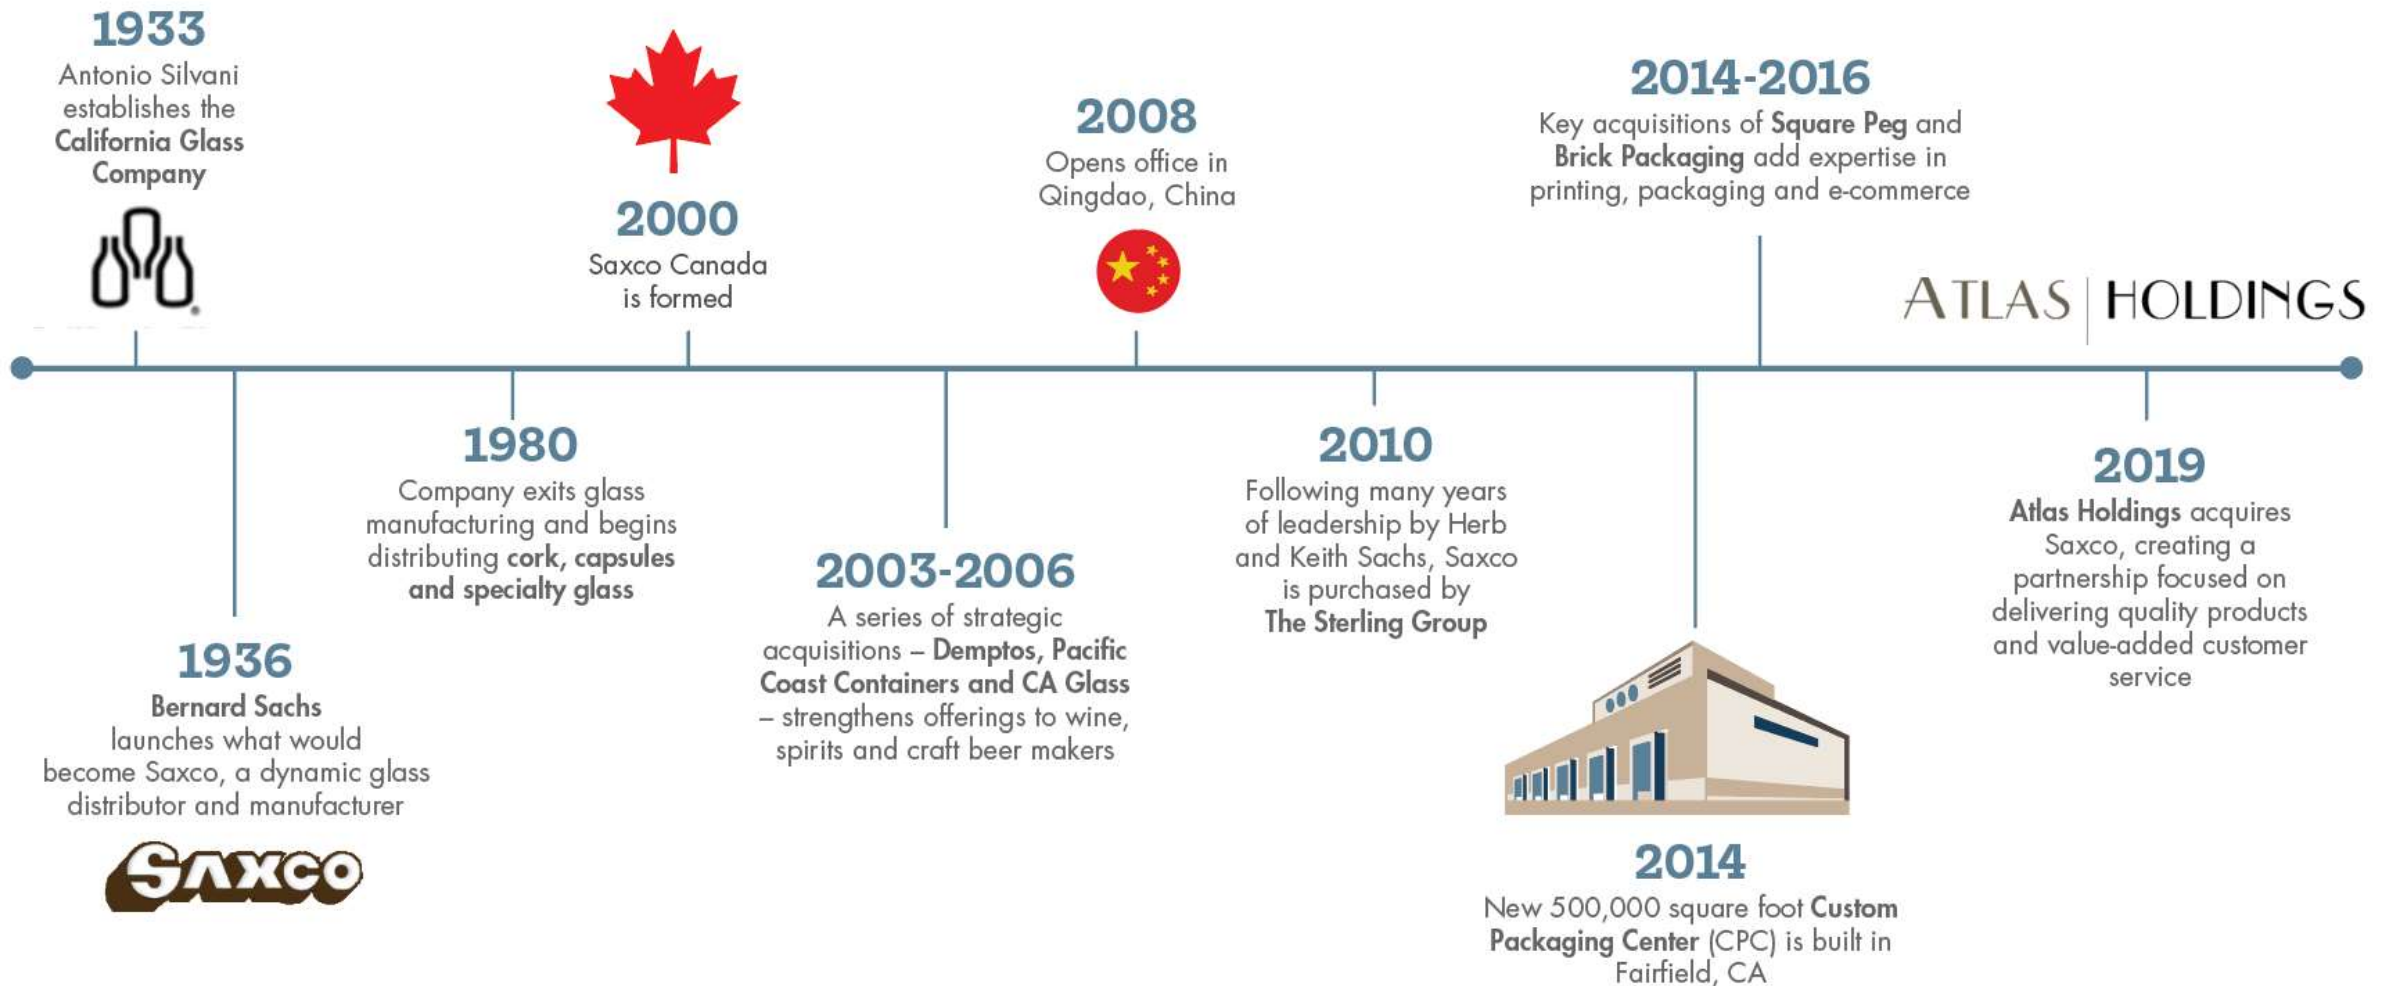 1933
Antonio Silvani
establishes the
California Glass
Company
®
1936
Bernard Sachs
launches what would
become Saxco, a dynamic glass
distributor and manufacturer
SAXCO
1980
Company exits glass
manufacturing and begins
distributing cork, capsules
and specialty glass
2000
Saxco Canada
is formed
2003-2006
A series of strategic
acquisitions – Demptos, Pacific
Coast Containers and CA Glass
– strengthens offerings to wine,
spirits and craft beer makers
2008
Opens office in
Qingdao, China
2010
Following many years
of leadership by Herb
and Keith Sachs, Saxco
is purchased by
The Sterling Group
2014
New 500,000 square foot Custom
Packaging Center (CPC) is built in
Fairfield, CA
2014-2016
Key acquisitions of Square Peg and
Brick Packaging add expertise in
printing, packaging and e-commerce
ATLAS | HOLDINGS
2019
Atlas Holdings acquires
Saxco, creating a
partnership focused on
delivering quality products
and value-added customer
service